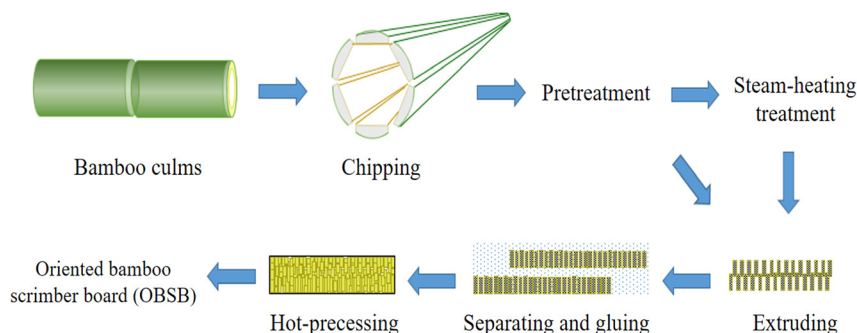 Bamboo culms
Chipping
Pretreatment
Steam-heating
treatment
Extruding
Separating and gluing
Hot-precessing
Oriented bamboo
scrimber board (OBSB)